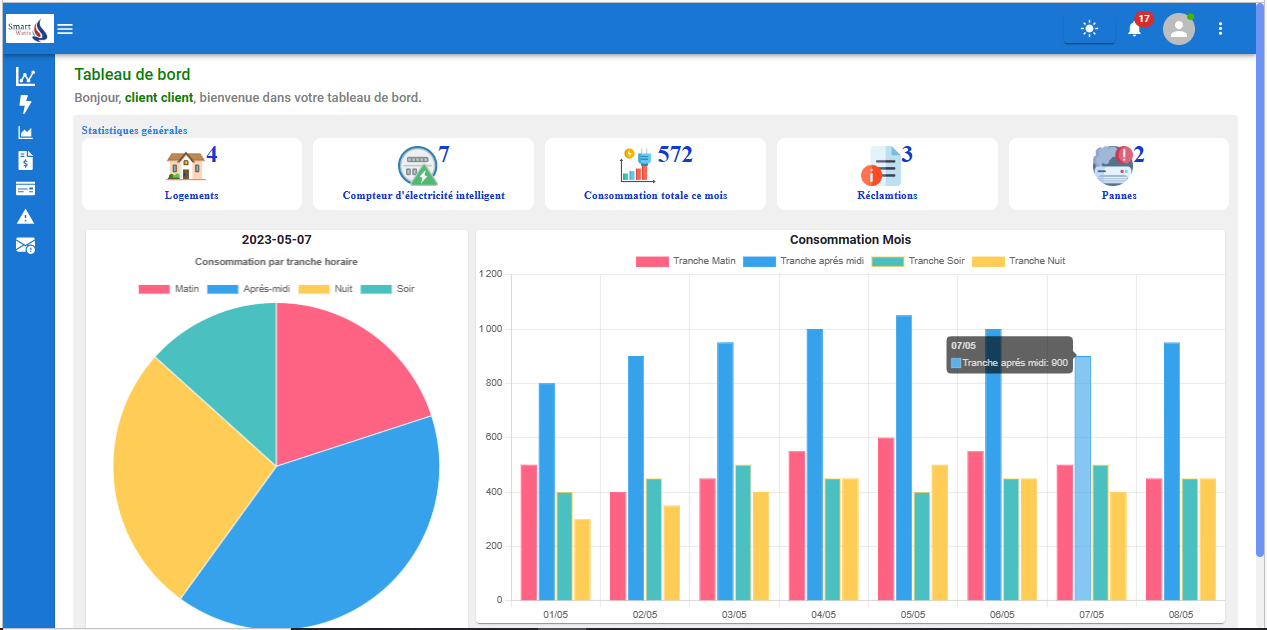 Smart
Watts
17
Tableau de bord
Bonjour, client client, bienvenue dans votre tableau de bord.
Statistiques générales
4
Logements
7
Compteur d'électricité intelligent
572
Consommation totale ce mois
3
Réclamtions
2
Pannes
2023-05-07
Consommation par tranche horaire
Matin Aprés-midi Nuit Soir
Consommation Mois
Tranche Matin Tranche aprés midi Tranche Soir Tranche Nuit
1 200
1 000
800
600
400
200
0
07/05
Tranche aprés midi: 900
01/05 02/05 03/05 04/05 05/05 06/05 07/05 08/05